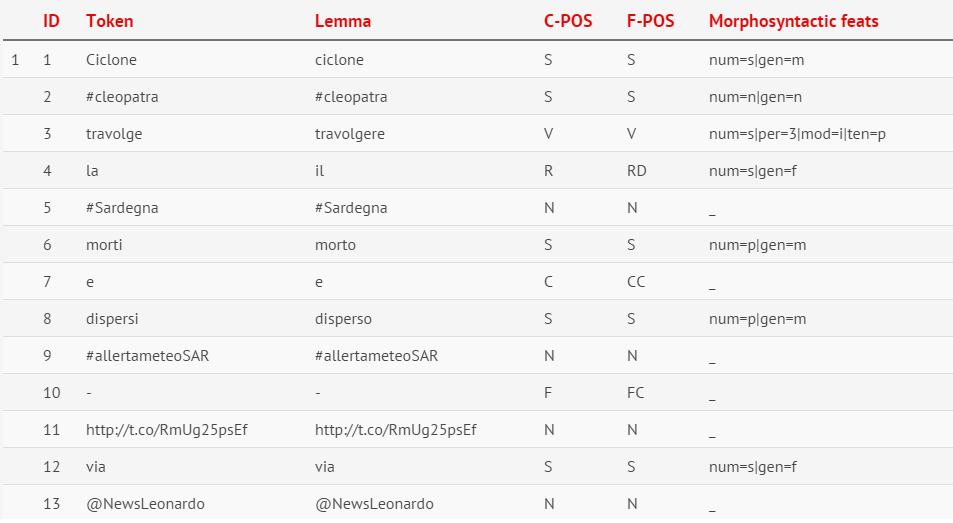 ID Token Lemma C-POS F-POS Morphosyntactic feats
1 1 Ciclone ciclone S S num=s|gen=m
2 #cleopatra #cleopatra S S num=n|gen=n
3 travolge travolgere V V num=s|per=3|mod=i|ten=p
4 la il R RD num=s|gen=f
5 #Sardegna #Sardegna N N _
6 morti morto S S num=p|gen=m
7 e e C CC _
8 dispersi disperso S S num=p|gen=m
9 #allertameteoSAR #allertameteoSAR N N _
10 - - F FC _
11 http://t.co/RmUg25psEf http://t.co/RmUg25psEf N N _
12 via via S S num=s|gen=f
13 @NewsLeonardo @NewsLeonardo N N _